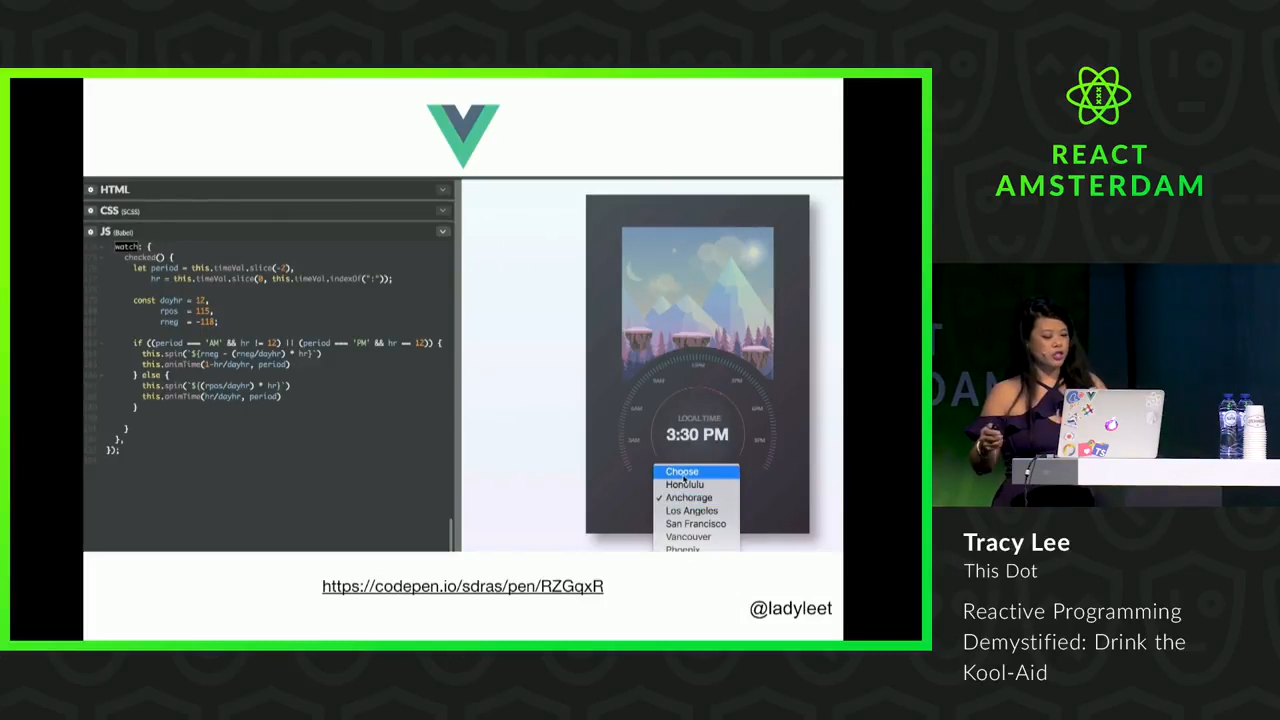 HTML
CSS (SCSS)
JS (Babel)
watch: {
checked() {
let period = this.timeVal.slice(-2),
hr = this.timeVal.slice(0, this.timeVal.indexOf(":"));
const dayhr = 12,
rpos = 115,
rneg = -118;
if ((period === 'AM' && hr != 12) || (period === 'PM' && hr == 12)) {
this.spin(`${rneg - (rneg/dayhr) * hr}`)
this.animTime(1-hr/dayhr, period)
} else {
this.spin(`${(rpos/dayhr) * hr}`)
this.animTime(hr/dayhr, period)
}
}
},
});
LOCAL TIME
3:30 PM
Choose
Honolulu
✓ Anchorage
Los Angeles
San Francisco
Vancouver
Phoenix
https://codepen.io/sdras/pen/RZGqxR
@ladyleet
REACT
AMSTERDAM
TS
Tracy Lee
This Dot
Reactive Programming
Demystified: Drink the
Kool-Aid